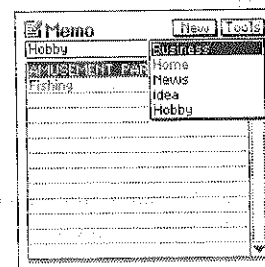 Memo New Tools
Hobby
Business
Home
News
Idea
Hobby
AMUSEMENT PAR
Fishing